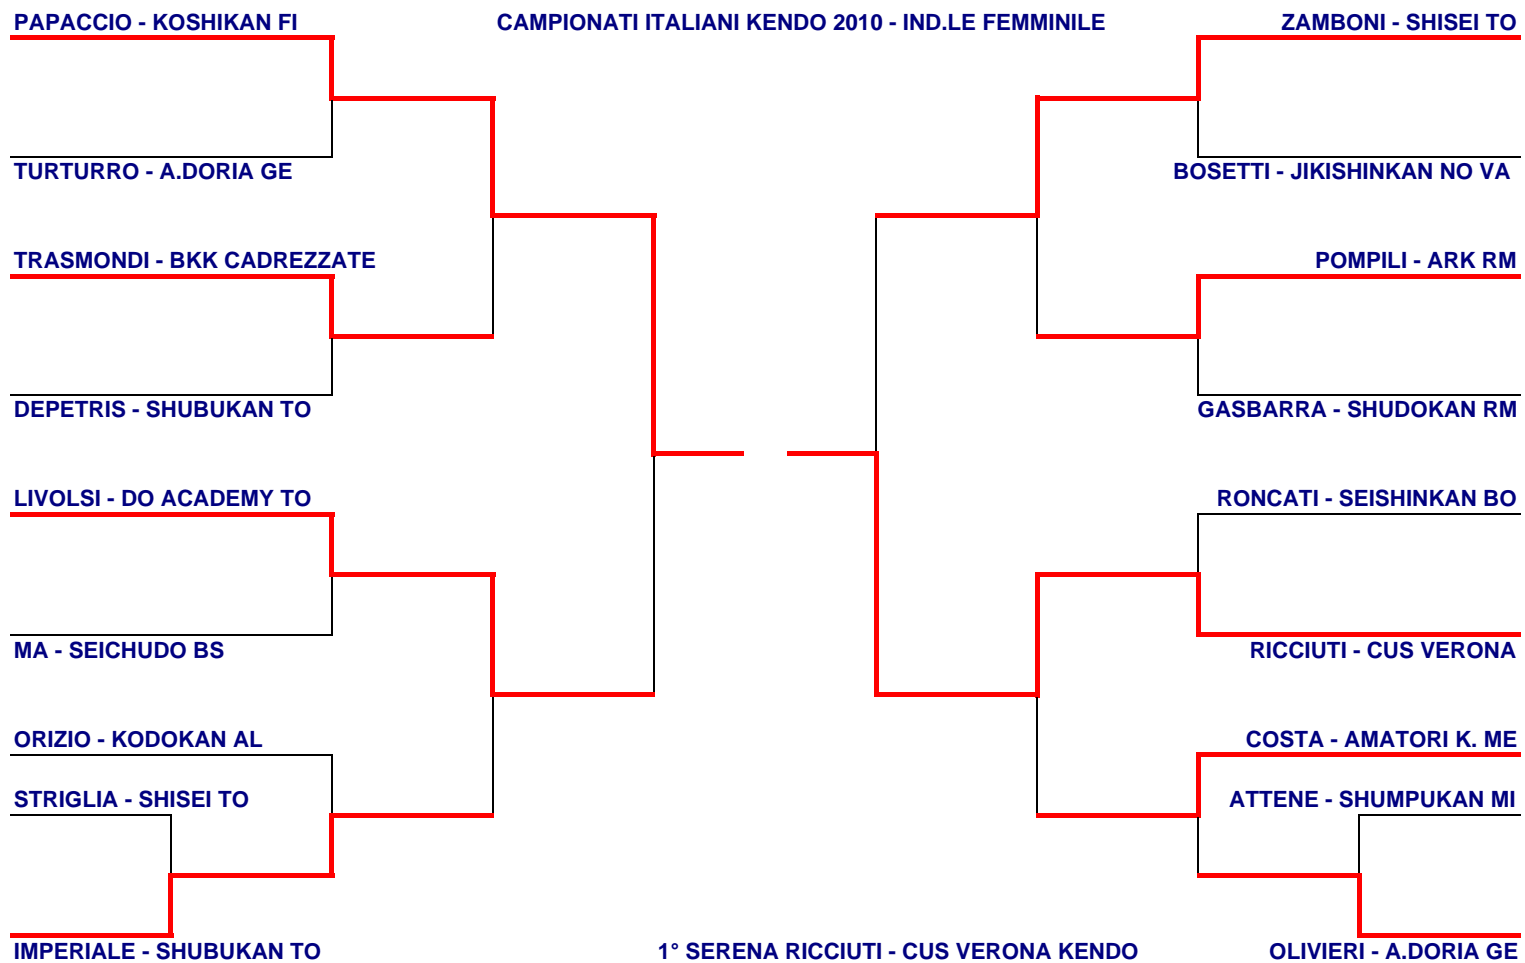 PAPACCIO - KOSHIKAN FI
CAMPIONATI ITALIANI KENDO 2010 - IND.LE FEMMINILE
ZAMBONI - SHISEI TO
TURTURRO - A.DORIA GE
BOSETTI - JIKISHINKAN NO VA
TRASMONDI - BKK CADREZZATE
POMPILI - ARK RM
DEPETRIS - SHUBUKAN TO
GASBARRA - SHUDOKAN RM
LIVOLSI - DO ACADEMY TO
RONCATI - SEISHINKAN BO
MA - SEICHUDO BS
RICCIUTI - CUS VERONA
ORIZIO - KODOKAN AL
COSTA - AMATORI K. ME
STRIGLIA - SHISEI TO
ATTENE - SHUMPUKAN MI
IMPERIALE - SHUBUKAN TO
1° SERENA RICCIUTI - CUS VERONA KENDO
OLIVIERI - A.DORIA GE